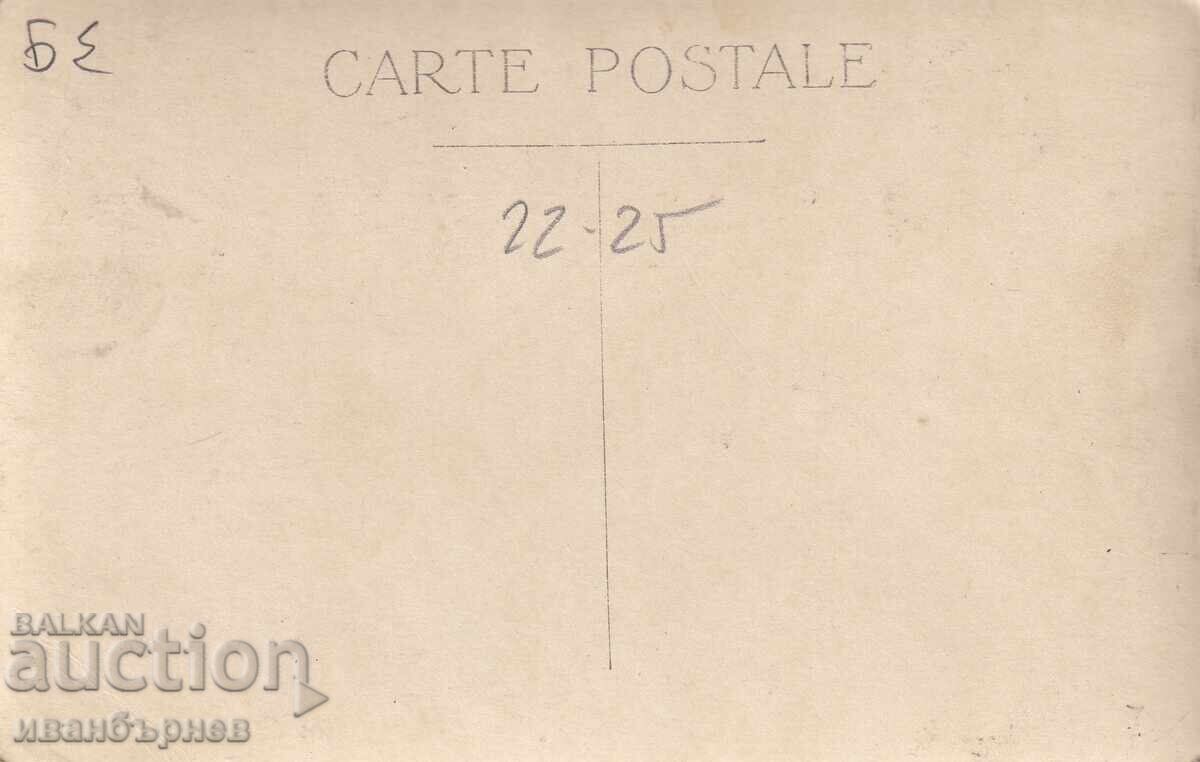 БЕ
CARTE POSTALE
22-25
BALKAN
auction
иванбърнев